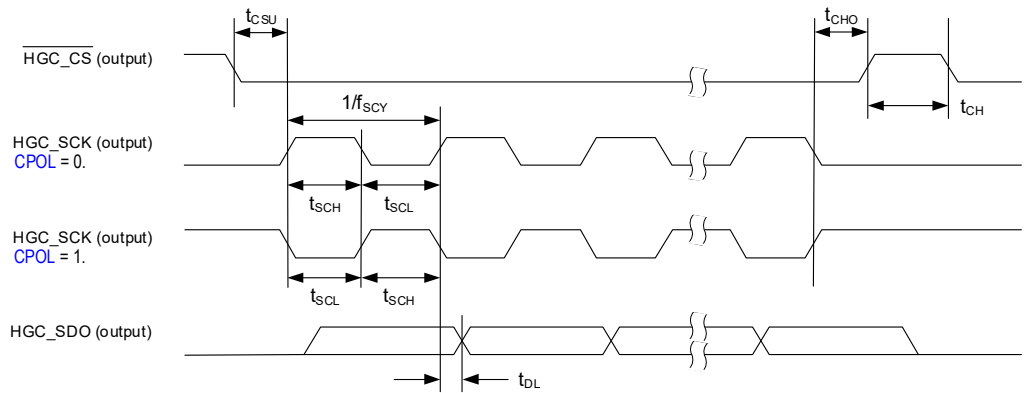 tCSU
tCHO
HGC_CS (output)
1/fSCY
tCH
HGC_SCK (output)
CPOL = 0.
tSCH
tSCL
HGC_SCK (output)
CPOL = 1.
tSCL
tSCH
HGC_SDO (output)
tDL